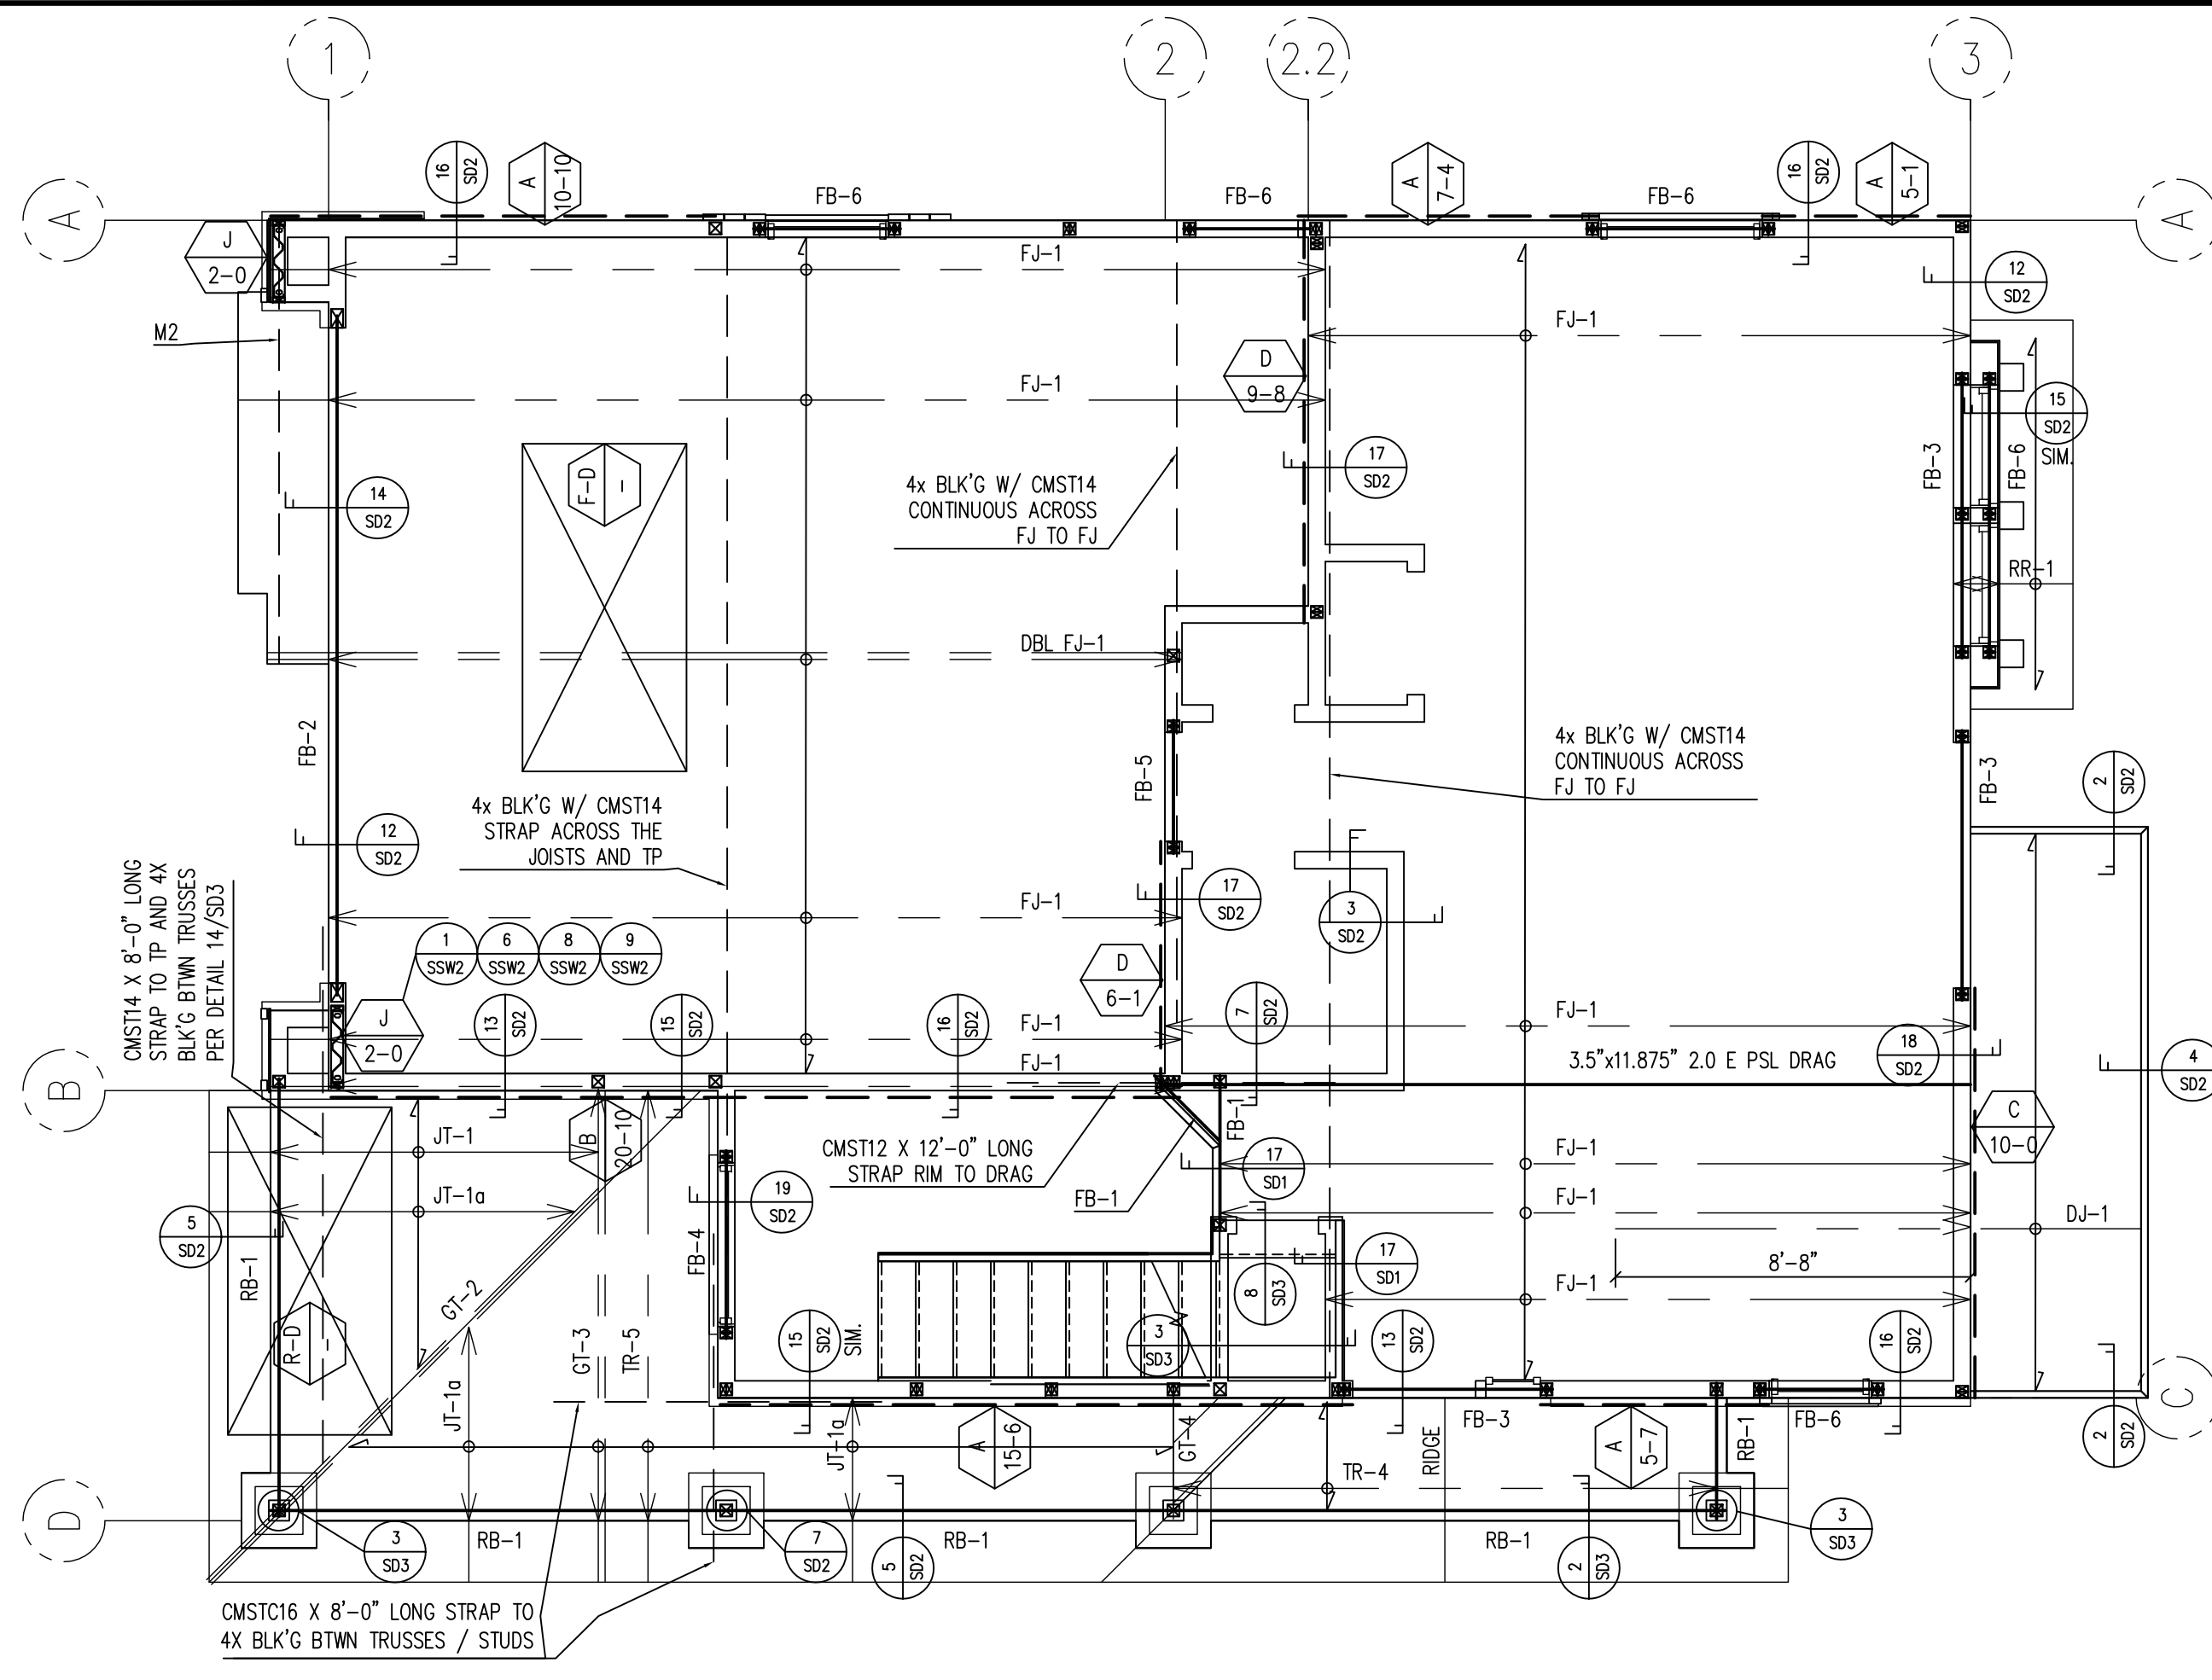 1
2
2.2
3
A
16
SD2
A
10-10
FB-6
FB-6
A
7-4
FB-6
16
SD2
A
5-1
A
J
2-0
FJ-1
12
SD2
M2
FJ-1
D
9-8
FJ-1
15
SD2
SIM.
FB-3
FB-6
F-D
-
14
SD2
4x BLK'G W/ CMST14
CONTINUOUS ACROSS
FJ TO FJ
17
SD2
RR-1
DBL FJ-1
FB-2
FB-5
4x BLK'G W/ CMST14
CONTINUOUS ACROSS
FJ TO FJ
FB-3
2
SD2
4x BLK'G W/ CMST14
STRAP ACROSS THE
JOISTS AND TP
12
SD2
CMST14 X 8'-0" LONG
STRAP TO TP AND 4X
BLK'G BTWN TRUSSES
PER DETAIL 14/SD3
FJ-1
17
SD2
3
SD2
1
SSW2
6
SSW2
8
SSW2
9
SSW2
D
6-1
J
2-0
13
SD2
15
SD2
16
SD2
FJ-1
7
SD2
FJ-1
FJ-1
3.5"x11.875" 2.0 E PSL DRAG
18
SD2
4
SD2
B
C
10-0
JT-1
B
20-10
CMST12 X 12'-0" LONG
STRAP RIM TO DRAG
FB-1
17
SD1
FJ-1
JT-1a
19
SD2
FB-1
FJ-1
DJ-1
5
SD2
RB-1
FB-4
17
SD1
8'-8"
GT-2
8
SD3
FJ-1
R-D
-
GT-3
TR-5
15
SD2
SIM.
3
SD3
13
SD2
16
SD2
2
SD2
C
JT-1a
JT-1a
A
15-6
GT-4
RIDGE
FB-3
A
5-7
RB-1
FB-6
TR-4
D
3
SD3
RB-1
7
SD2
5
SD2
RB-1
RB-1
2
SD3
3
SD3
CMSTC16 X 8'-0" LONG STRAP TO
4X BLK'G BTWN TRUSSES / STUDS